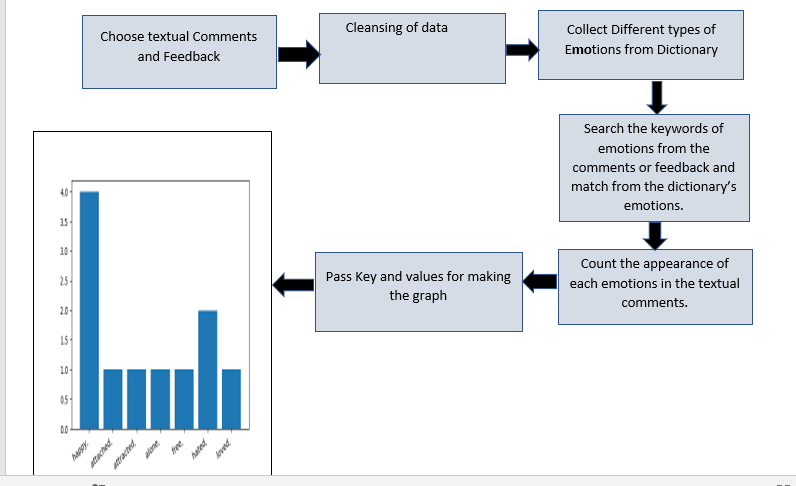 Choose textual Comments
and Feedback
Cleansing of data
Collect Different types of
Emotions from Dictionary
Search the keywords of
emotions from the
comments or feedback and
match from the dictionary's
emotions.
Count the appearance of
each emotions in the textual
comments.
Pass Key and values for making
the graph
4.0
3.5
3.0
2.5
2.0
1.5
1.0
0.5
0.0
happy,
attached,
attracted,
alone,
free,
hated,
loved,